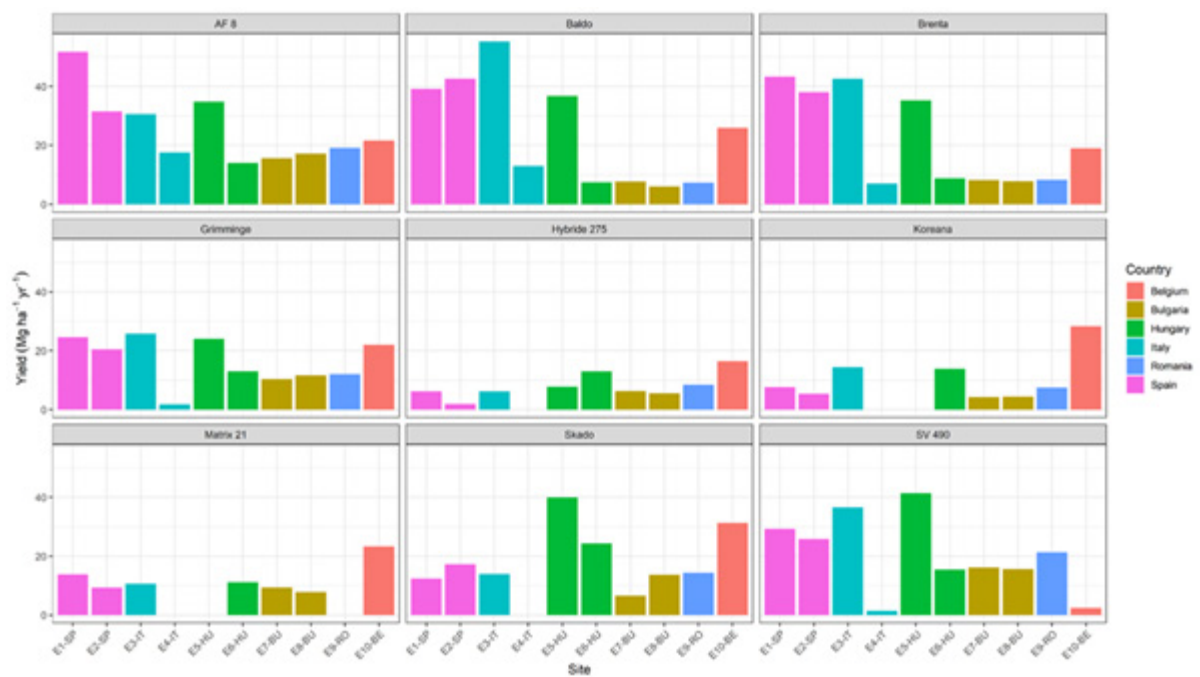 AF 8 Baldo Brenta
40
20
0
Grimminge Hybride 275 Koreana
40
20
0
Matrix 21 Skado SV 490
40
20
0
E1-SP E2-SP E3-IT E4-IT E5-HU E6-HU E7-BU E8-BU E9-RO E10-BE E1-SP E2-SP E3-IT E4-IT E5-HU E6-HU E7-BU E8-BU E9-RO E10-BE E1-SP E2-SP E3-IT E4-IT E5-HU E6-HU E7-BU E8-BU E9-RO E10-BE
Site
Yield (Mg ha⁻¹ yr⁻¹)
Country
Belgium
Bulgaria
Hungary
Italy
Romania
Spain